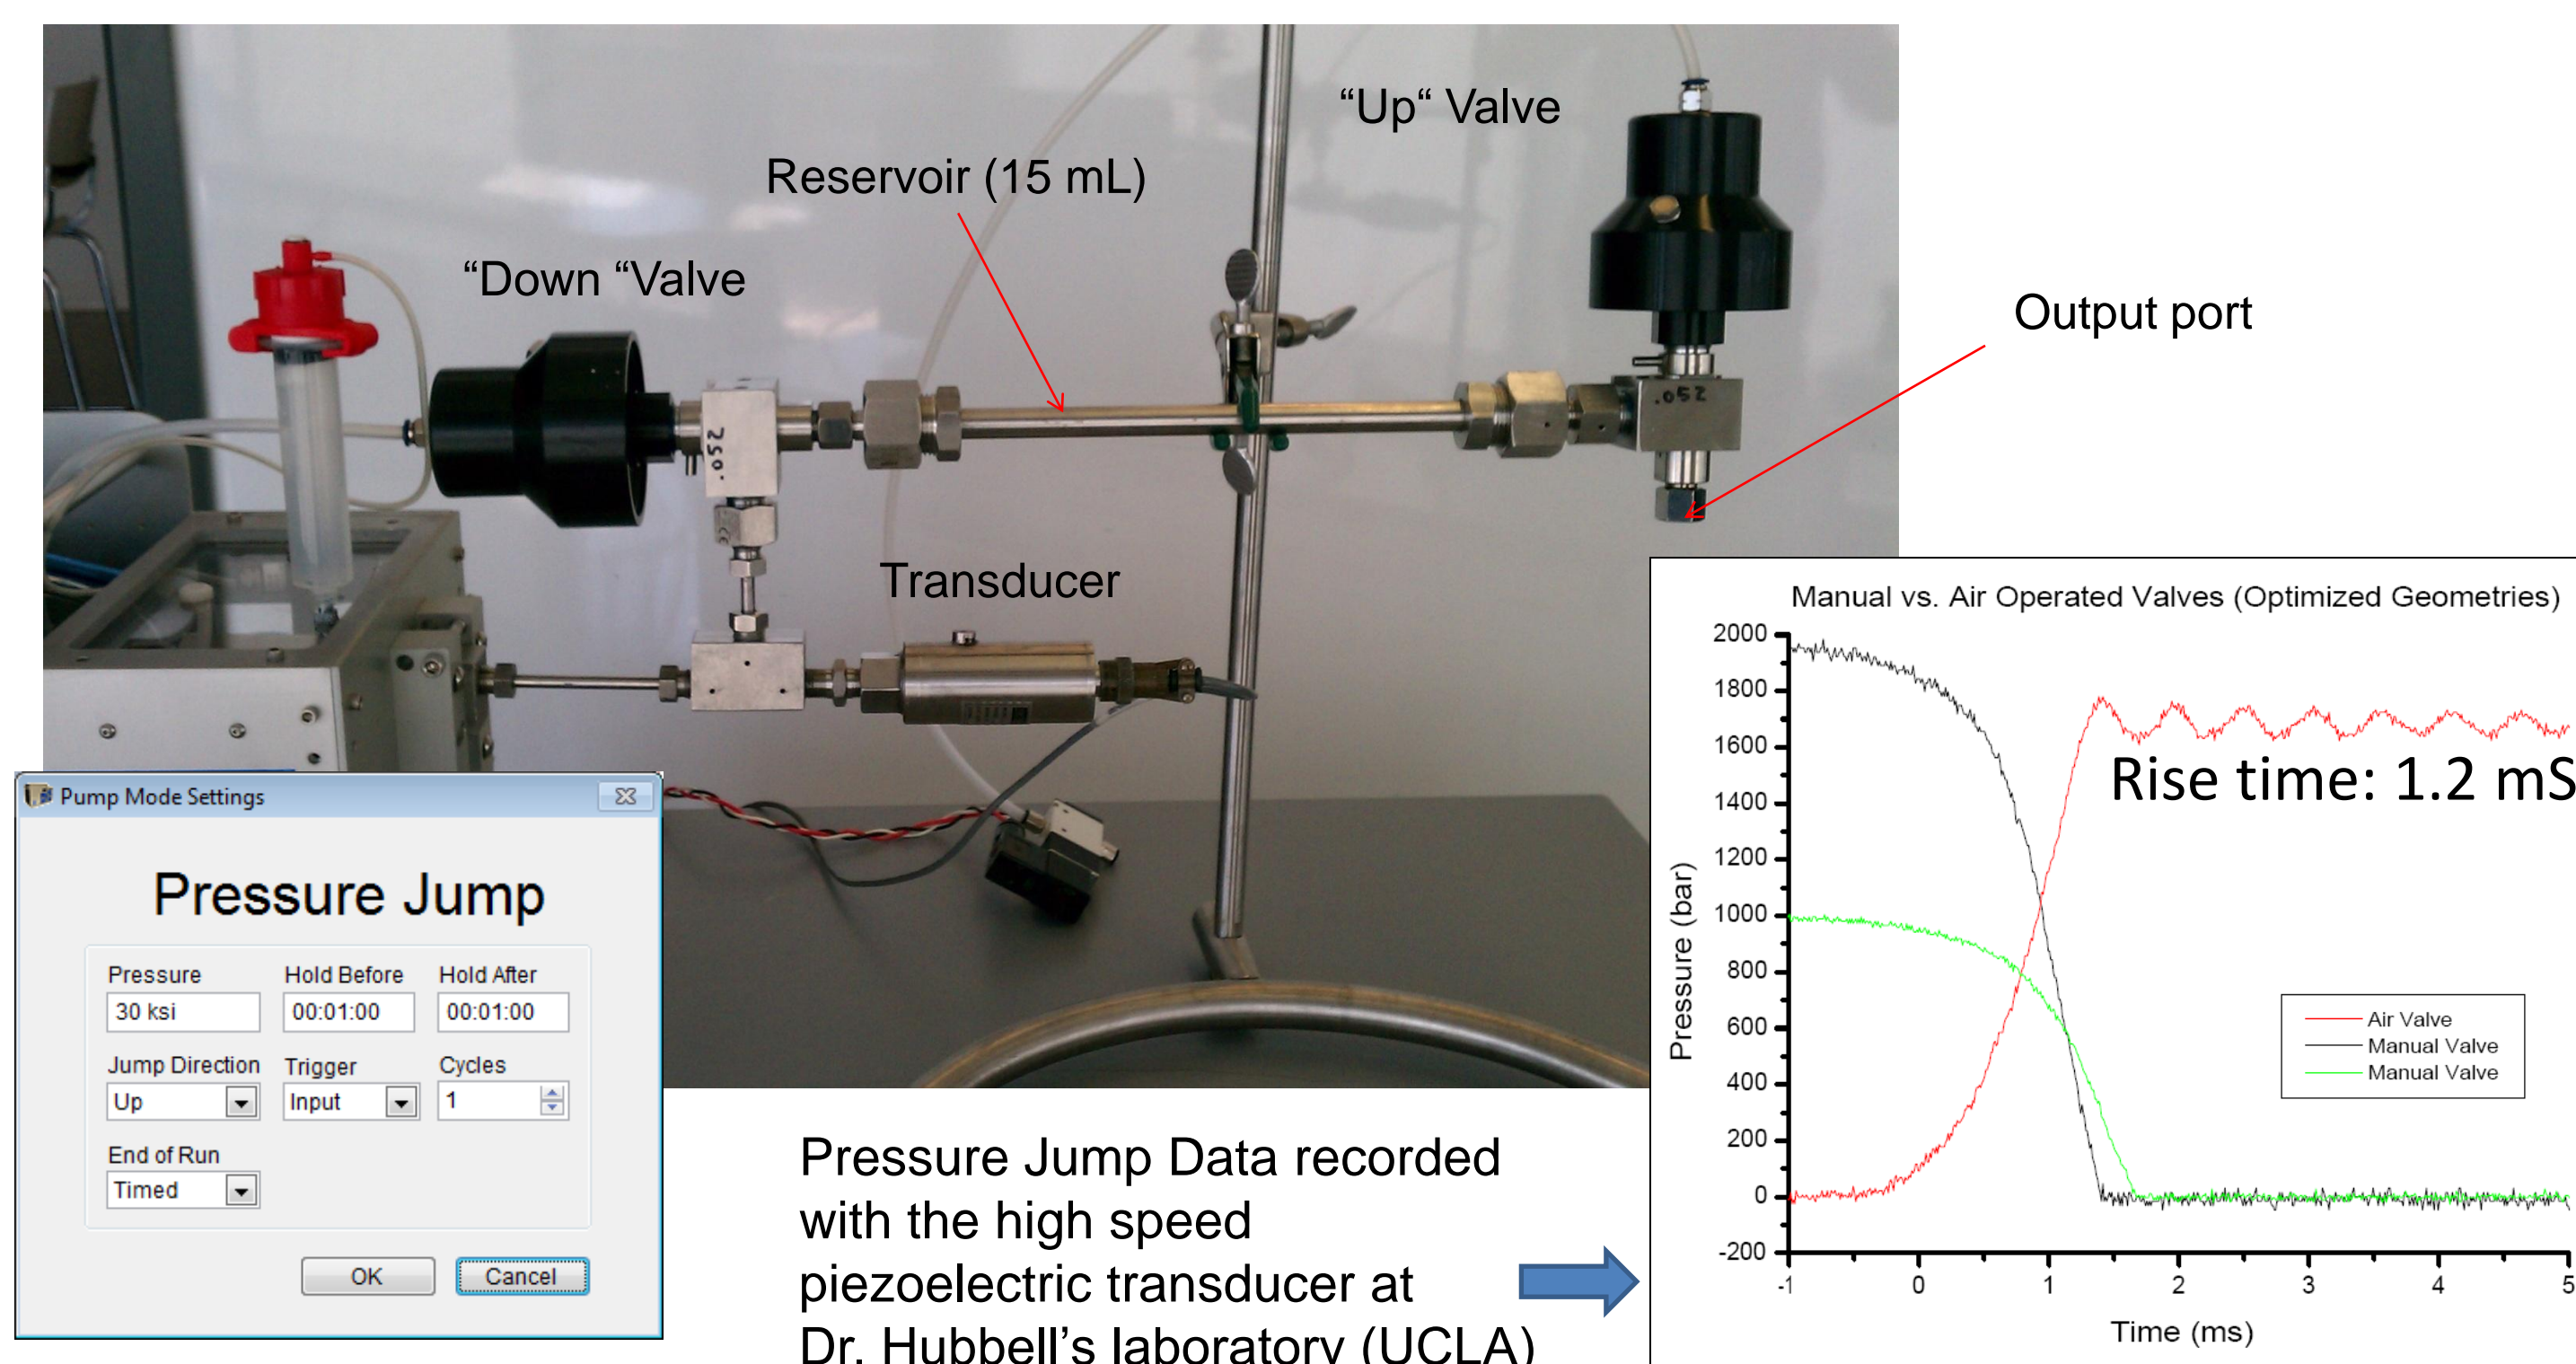 “Up“ Valve
Reservoir (15 mL)
“Down “Valve
Output port
.052
.052
Transducer
Manual vs. Air Operated Valves (Optimized Geometries)
2000
1800
1600
1400
1200
1000
800
600
400
200
0
-200
Pressure (bar)
Rise time: 1.2 mS
Air Valve
Manual Valve
Manual Valve
-1 0 1 2 3 4 5
Time (ms)
Pump Mode Settings
Pressure Jump
Pressure Hold Before Hold After
30 ksi 00:01:00 00:01:00
Jump Direction Trigger Cycles
Up Input 1
End of Run
Timed
OK Cancel
Pressure Jump Data recorded
with the high speed
piezoelectric transducer at
Dr. Hubbell’s laboratory (UCLA)